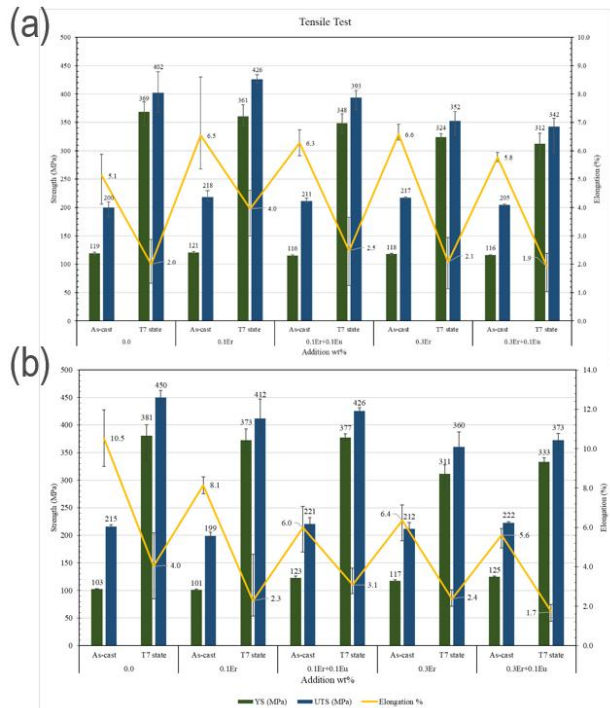 (a)
Tensile Test
500
450
400
350
300
250
200
150
100
50
0
Strength (MPa)
10.0
9.0
8.0
7.0
6.0
5.0
4.0
3.0
2.0
1.0
0.0
Elongation (%)
119 200 5.1
369 402 2.0
121 218 6.5
361 426 4.0
116 211 6.3
348 393 2.5
118 217 6.6
324 352 2.1
116 205 5.8
312 342 1.9
As-cast T7 state As-cast T7 state As-cast T7 state As-cast T7 state As-cast T7 state
0.0 0.1Er 0.1Er+0.1Eu 0.3Er 0.3Er+0.1Eu
Addition wt%
(b)
500
450
400
350
300
250
200
150
100
50
0
Strength (MPa)
14.0
12.0
10.0
8.0
6.0
4.0
2.0
0.0
Elongation (%)
103 215 10.5
381 450 4.0
101 199 8.1
373 412 2.3
123 221 6.0
377 426 3.1
117 212 6.4
311 360 2.4
125 222 5.6
333 373 1.7
As-cast T7 state As-cast T7 state As-cast T7 state As-cast T7 state As-cast T7 state
0.0 0.1Er 0.1Er+0.1Eu 0.3Er 0.3Er+0.1Eu
Addition wt%
YS (MPa) UTS (MPa) Elongation %